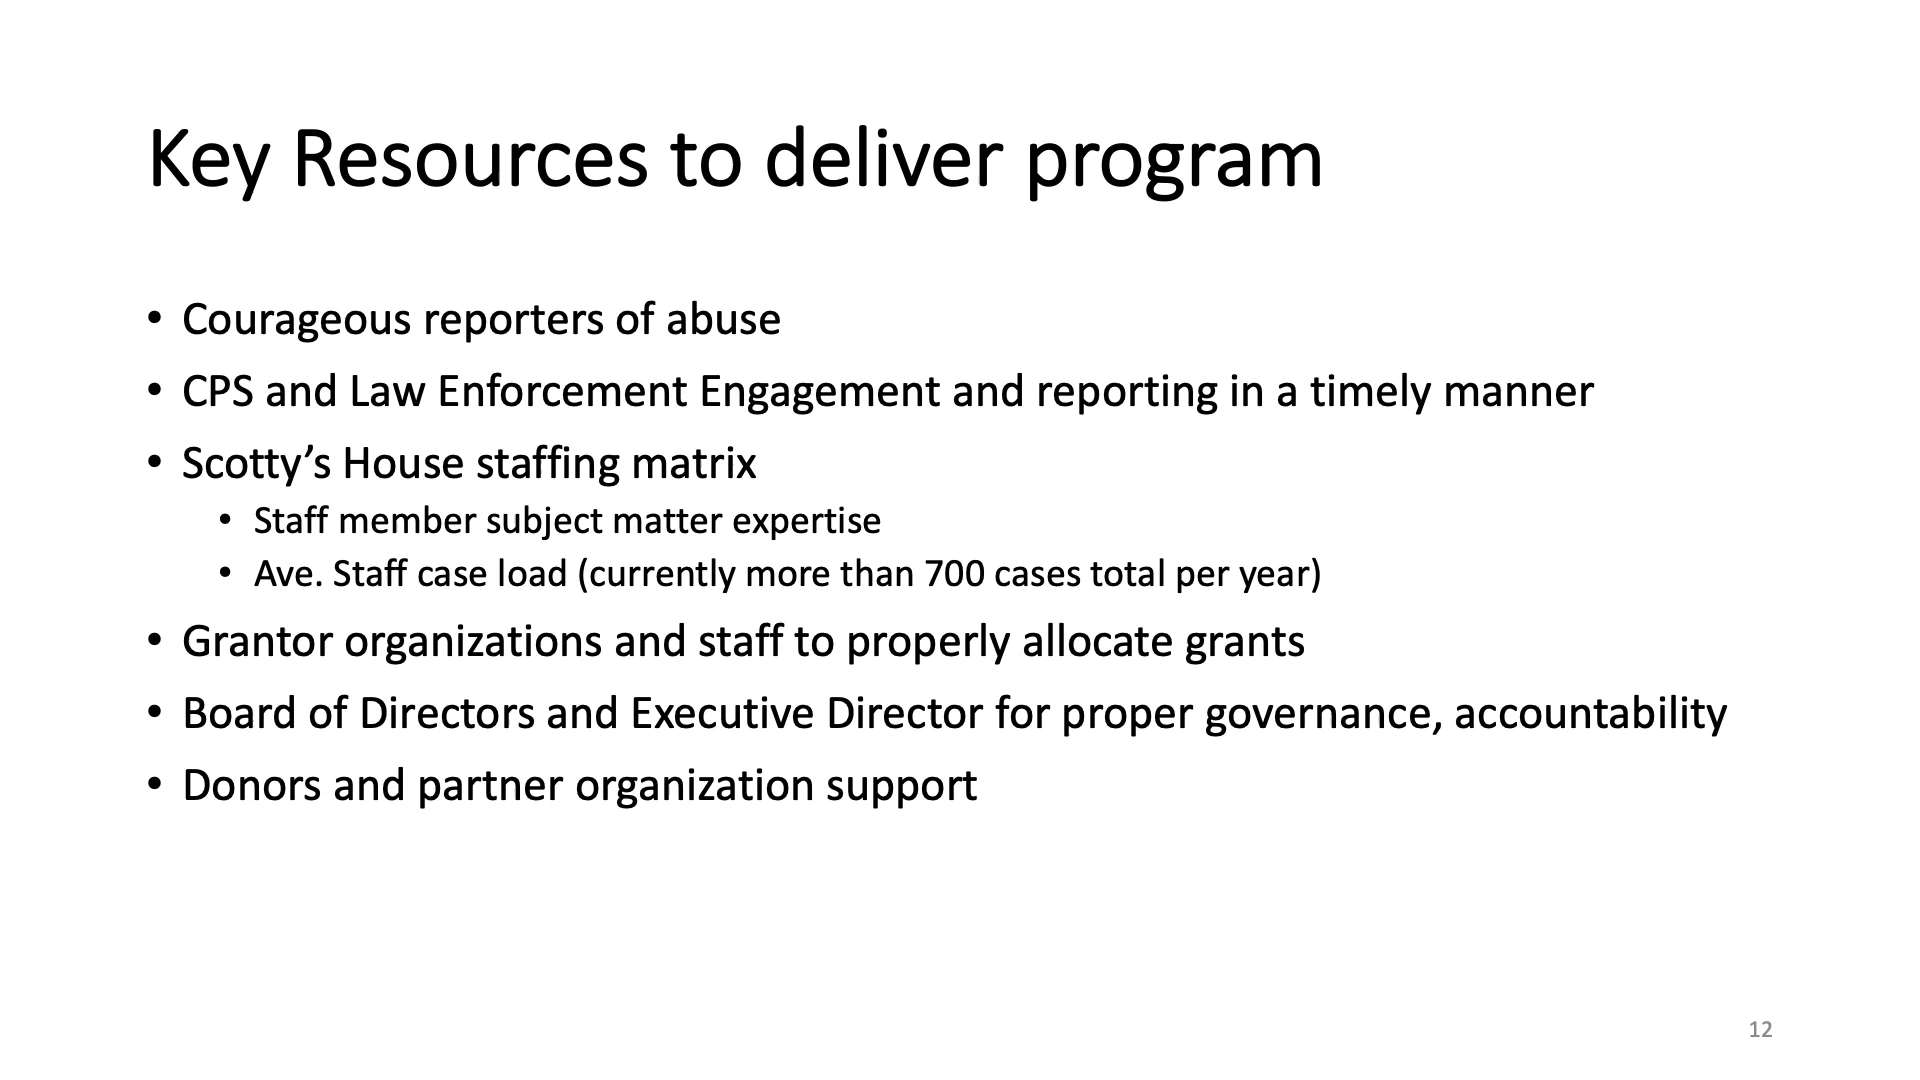 Key Resources to deliver program
• Courageous reporters of abuse
• CPS and Law Enforcement Engagement and reporting in a timely manner
• Scotty’s House staffing matrix
• Staff member subject matter expertise
• Ave. Staff case load (currently more than 700 cases total per year)
• Grantor organizations and staff to properly allocate grants
• Board of Directors and Executive Director for proper governance, accountability
• Donors and partner organization support
12